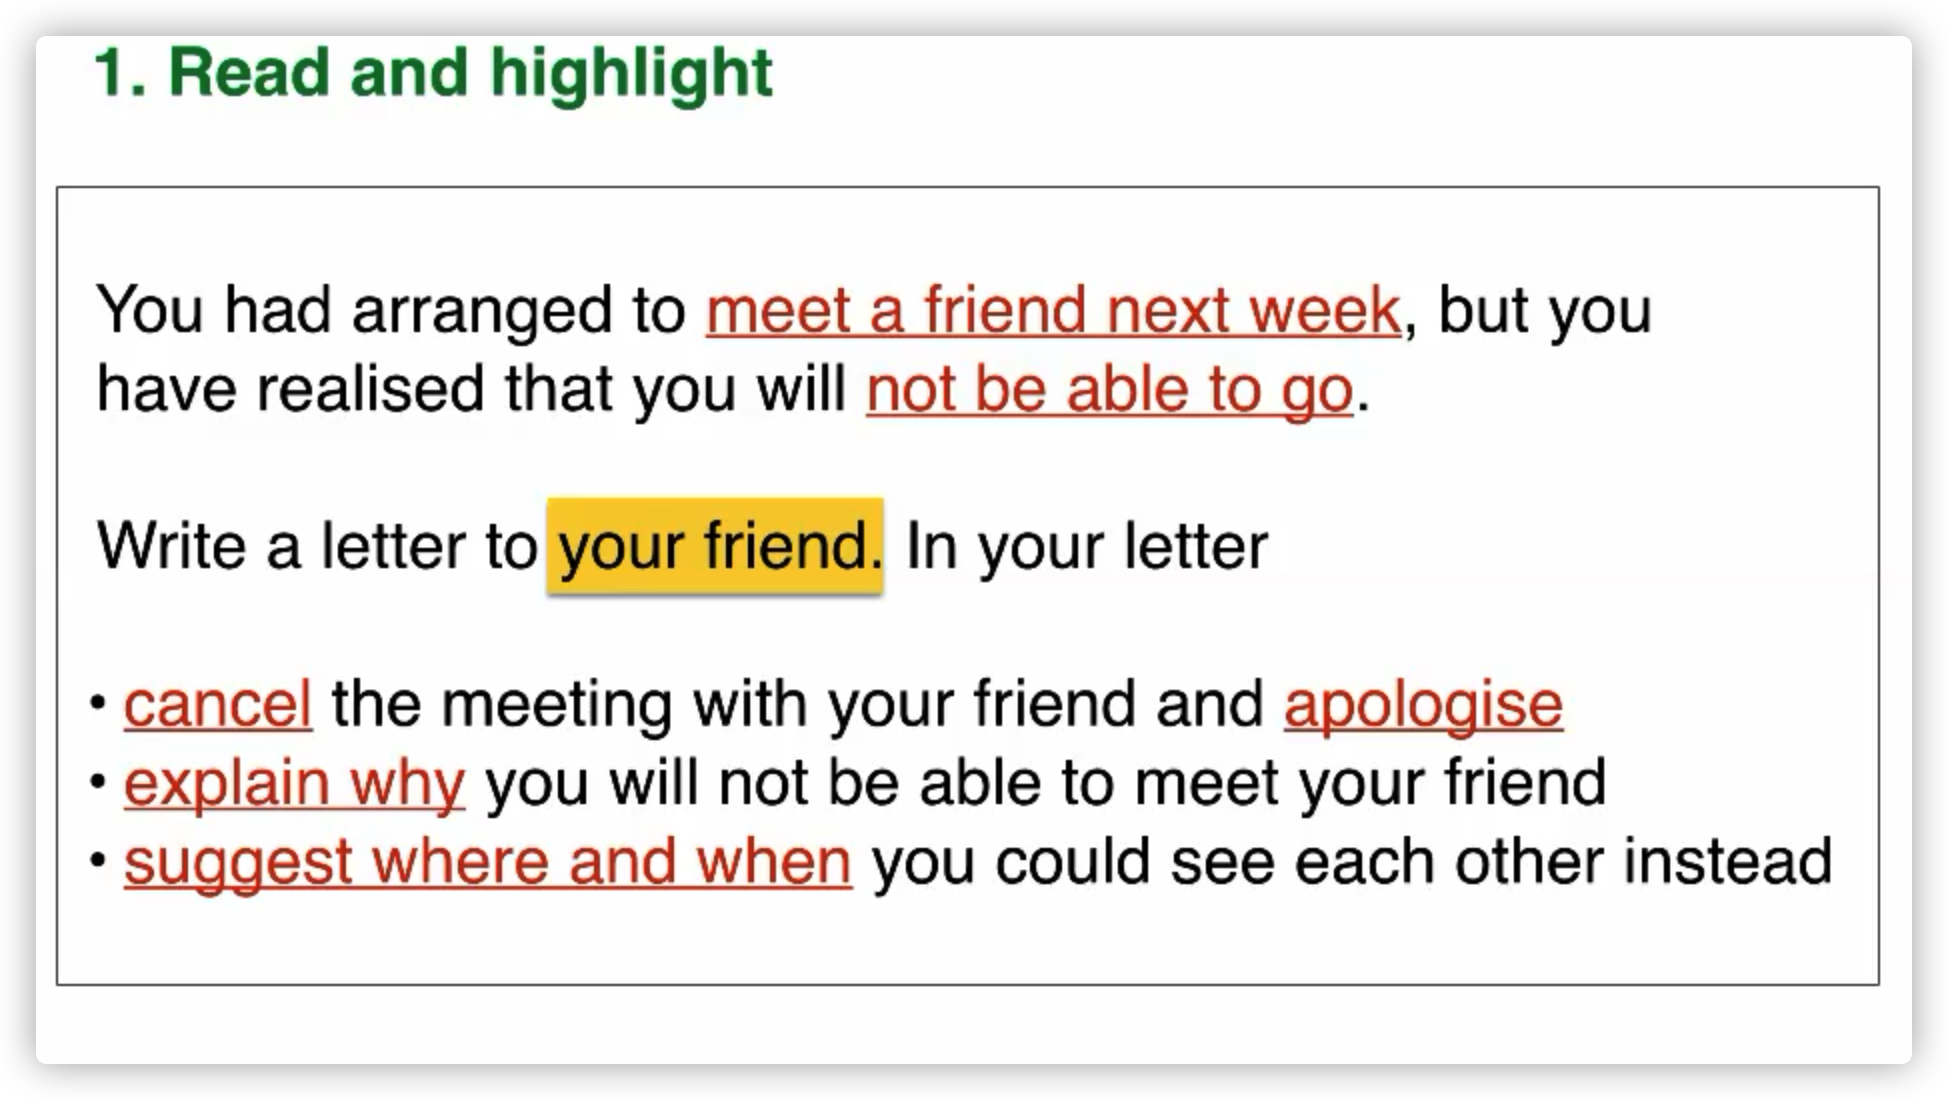 1. Read and highlight
You had arranged to meet a friend next week, but you
have realised that you will not be able to go.
Write a letter to your friend. In your letter
• cancel the meeting with your friend and apologise
• explain why you will not be able to meet your friend
• suggest where and when you could see each other instead